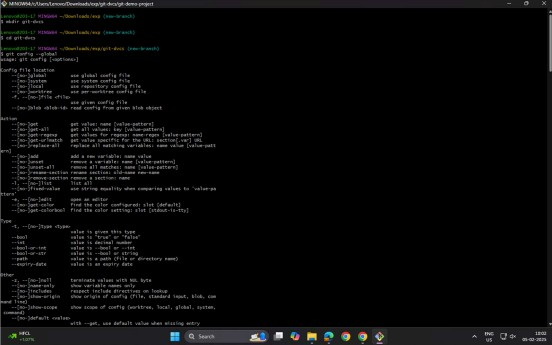 MINGW64:/c/Users/Lenovo/Downloads/exp/git-dvcs/git-demo-project
MINGW64 ~/Downloads/exp (new-branch)
$ mkdir git-dvcs
MINGW64 ~/Downloads/exp (new-branch)
$ cd git-dvcs
MINGW64 ~/Downloads/exp/git-dvcs (new-branch)
$ git config --global
usage: git config [<options>]
Config file location
--[no-]global use global config file
--[no-]system use system config file
--[no-]local use repository config file
--[no-]worktree use per-worktree config file
-f, --[no-]file <file>
use given config file
--[no-]blob <blob-id> read config from given blob object
Action
--[no-]get get value: name [value-pattern]
--[no-]get-all get all values: key [value-pattern]
--[no-]get-regexp get values for regexp: name-regex [value-pattern]
--[no-]get-urlmatch get value specific for the URL: section[.var] URL
--[no-]replace-all replace all matching variables: name value [value-patt
ern]
--[no-]add add a new variable: name value
--[no-]unset remove a variable: name [value-pattern]
--[no-]unset-all remove all matches: name [value-pattern]
--[no-]rename-section rename section: old-name new-name
--[no-]remove-section remove a section: name
-l, --[no-]list list all
--[no-]fixed-value use string equality when comparing values to 'value-pa
ttern'
-e, --[no-]edit open an editor
--[no-]get-color find the color configured: slot [default]
--[no-]get-colorbool find the color setting: slot [stdout-is-tty]
Type
-t, --[no-]type <type>
value is given this type
--bool value is "true" or "false"
--int value is decimal number
--bool-or-int value is --bool or --int
--bool-or-str value is --bool or string
--path value is a path (file or directory name)
--expiry-date value is an expiry date
Other
-z, --[no-]null terminate values with NUL byte
--[no-]name-only show variable names only
--[no-]includes respect include directives on lookup
--[no-]show-origin show origin of config (file, standard input, blob, com
mand line)
--[no-]show-scope show scope of config (worktree, local, global, system,
command)
--[no-]default <value>
with --get, use default value when missing entry
HFCL
+1.07%
Search
ENG
US
10:02
05-02-2025